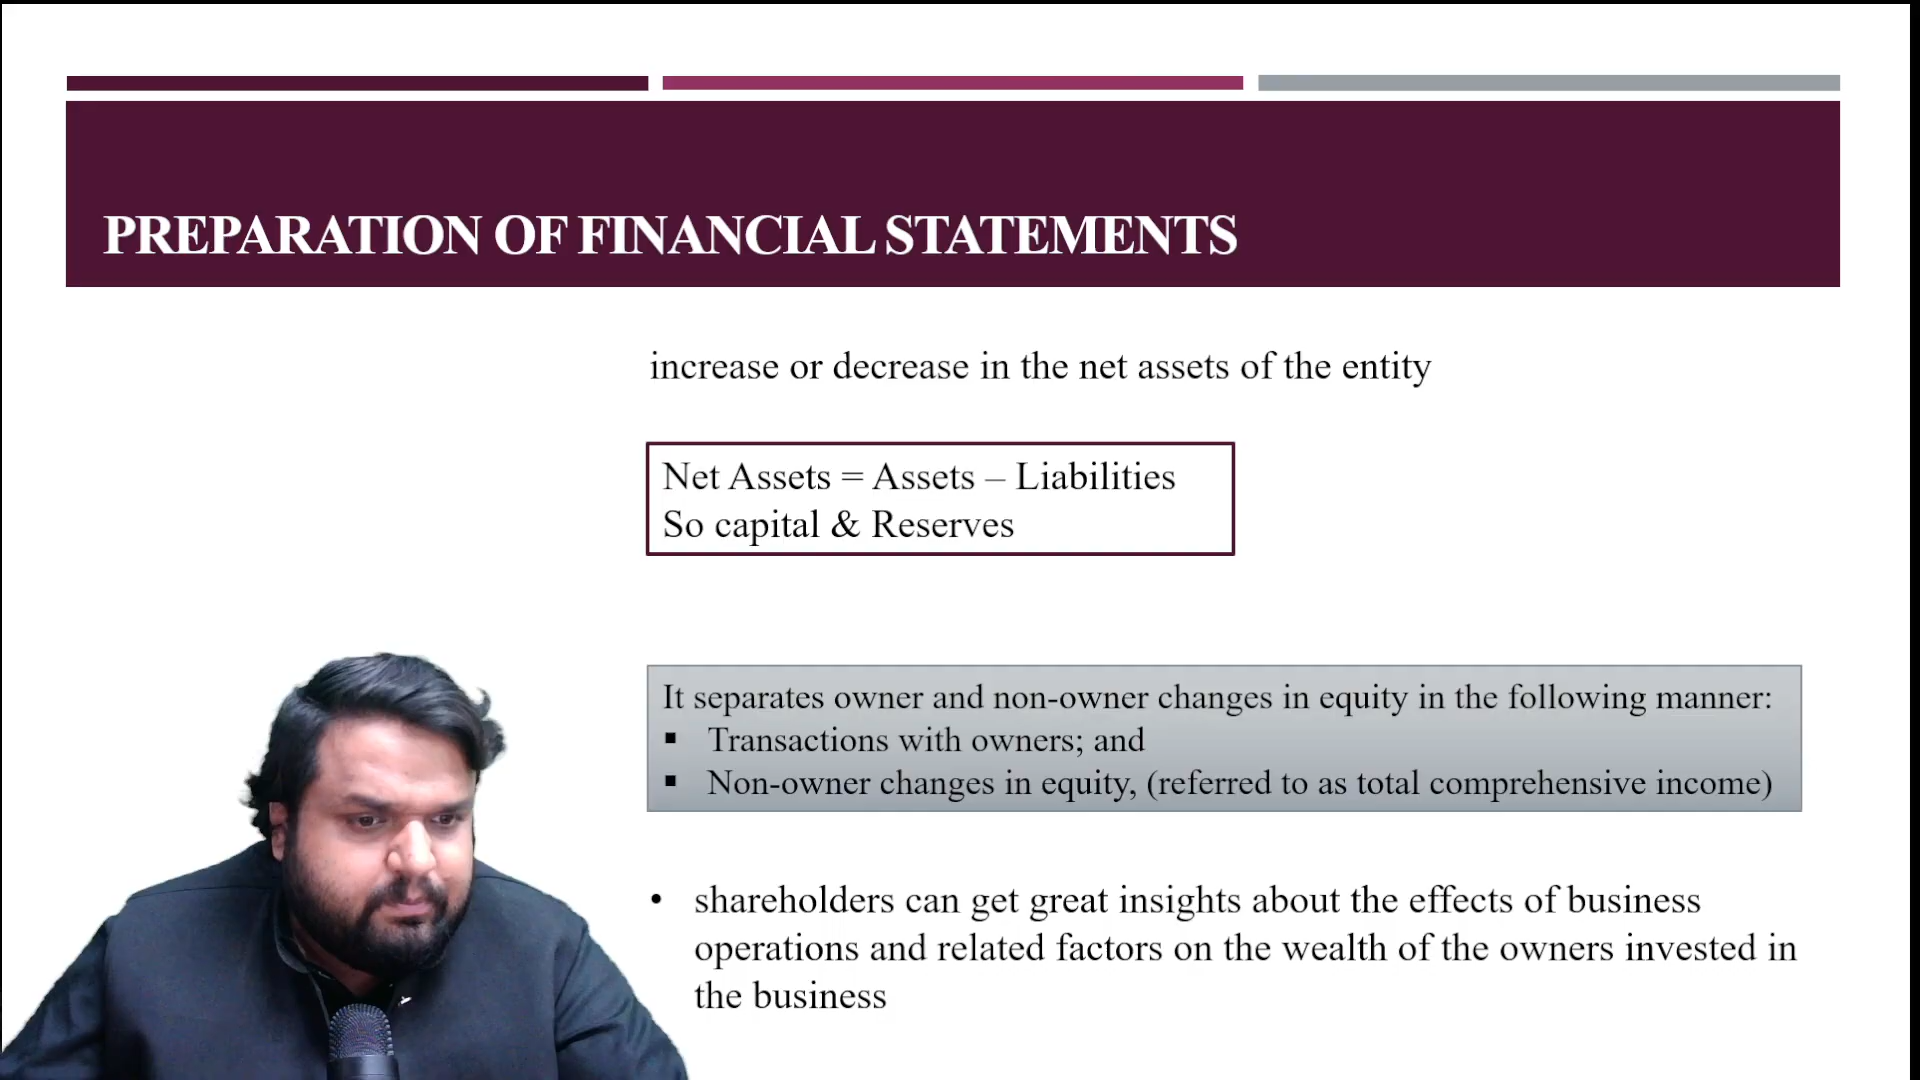 PREPARATION OF FINANCIAL STATEMENTS
increase or decrease in the net assets of the entity
Net Assets = Assets – Liabilities
So capital & Reserves
It separates owner and non-owner changes in equity in the following manner:
▪ Transactions with owners; and
▪ Non-owner changes in equity, (referred to as total comprehensive income)
• shareholders can get great insights about the effects of business
operations and related factors on the wealth of the owners invested in
the business